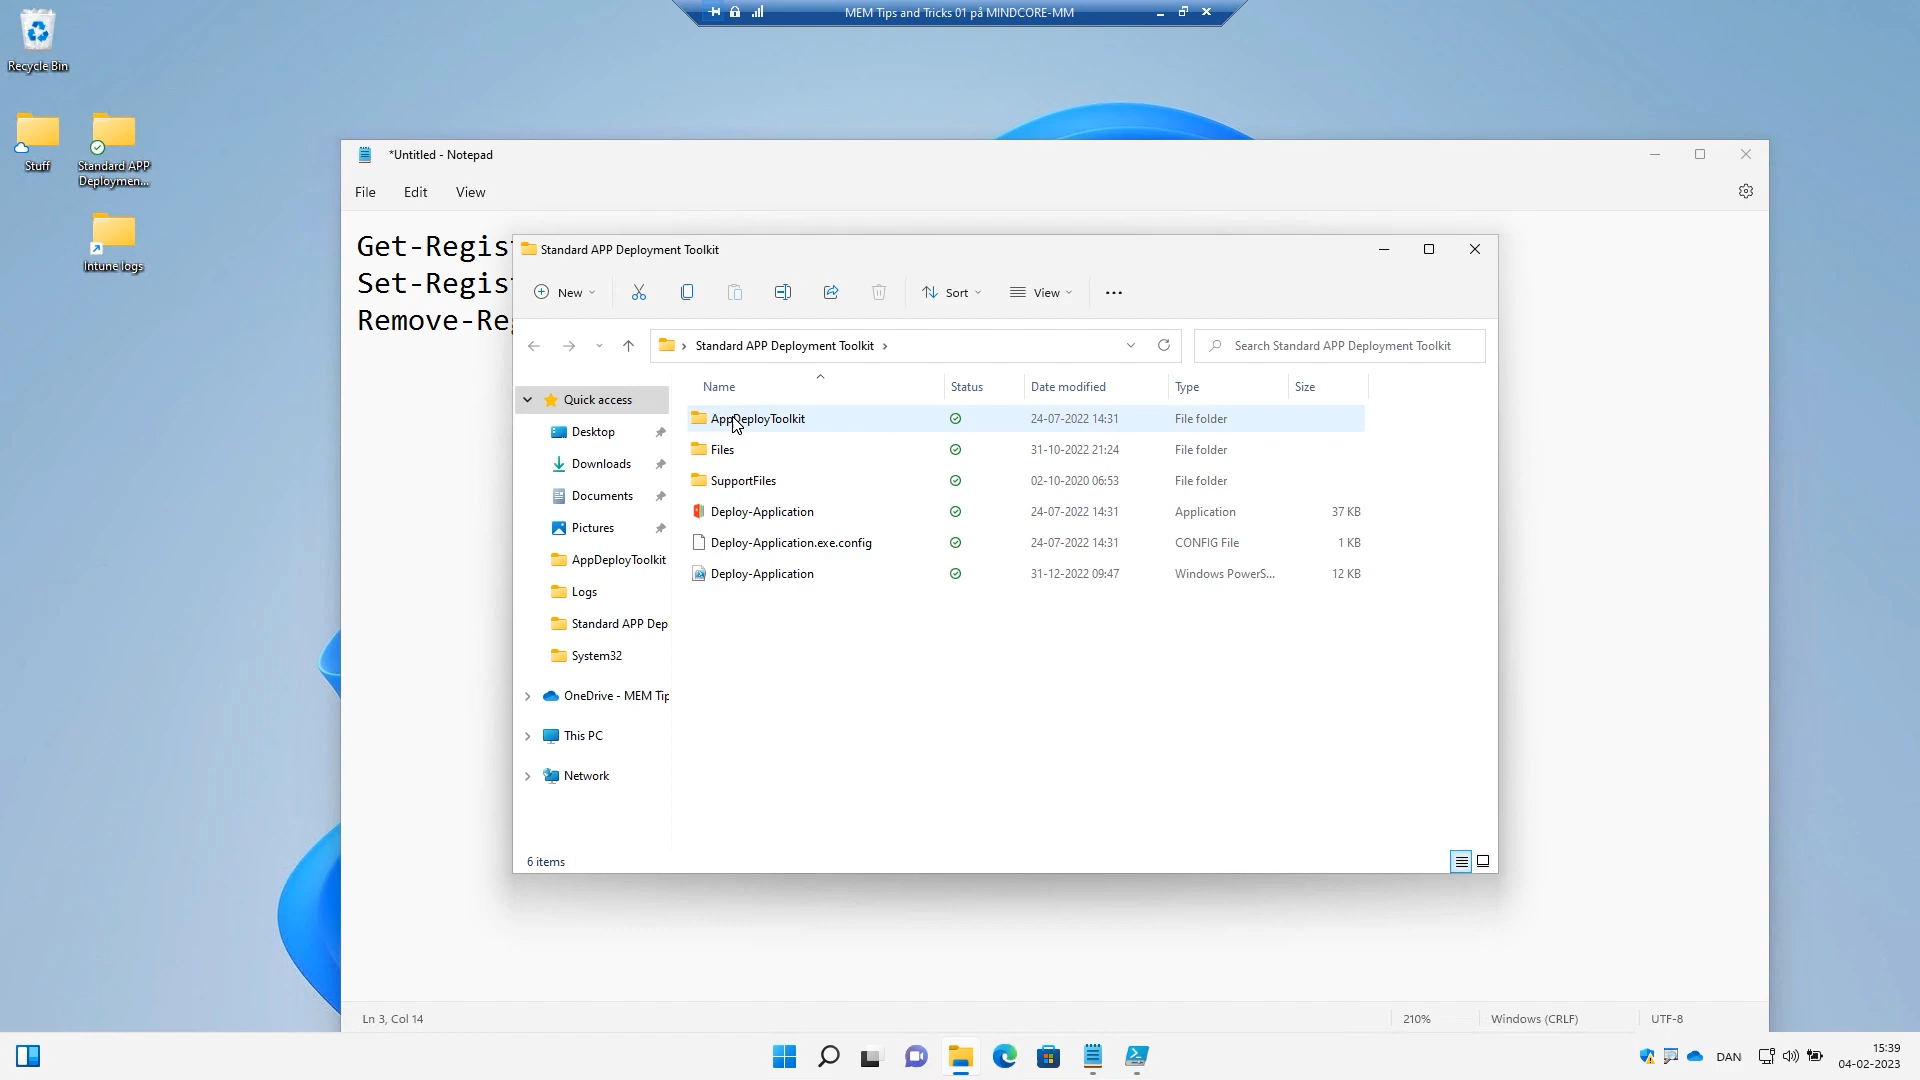 MEM Tips and Tricks 01 på MINDCORE-MM
Recycle Bin
Stuff
Standard APP
Deploymen...
Intune logs
*Untitled - Notepad
File Edit View
Get-Regis
Set-Regis
Remove-Re
Standard APP Deployment Toolkit
New Sort View ...
Standard APP Deployment Toolkit
Search Standard APP Deployment Toolkit
Name Status Date modified Type Size
Quick access
Desktop
Downloads
Documents
Pictures
AppDeployToolkit
Logs
Standard APP Dep
System32
OneDrive - MEM Tip
This PC
Network
AppDeployToolkit 24-07-2022 14:31 File folder
Files 31-10-2022 21:24 File folder
SupportFiles 02-10-2020 06:53 File folder
Deploy-Application 24-07-2022 14:31 Application 37 KB
Deploy-Application.exe.config 24-07-2022 14:31 CONFIG File 1 KB
Deploy-Application 31-12-2022 09:47 Windows PowerS... 12 KB
6 items
Ln 3, Col 14 210% Windows (CRLF) UTF-8
DAN
15:39
04-02-2023